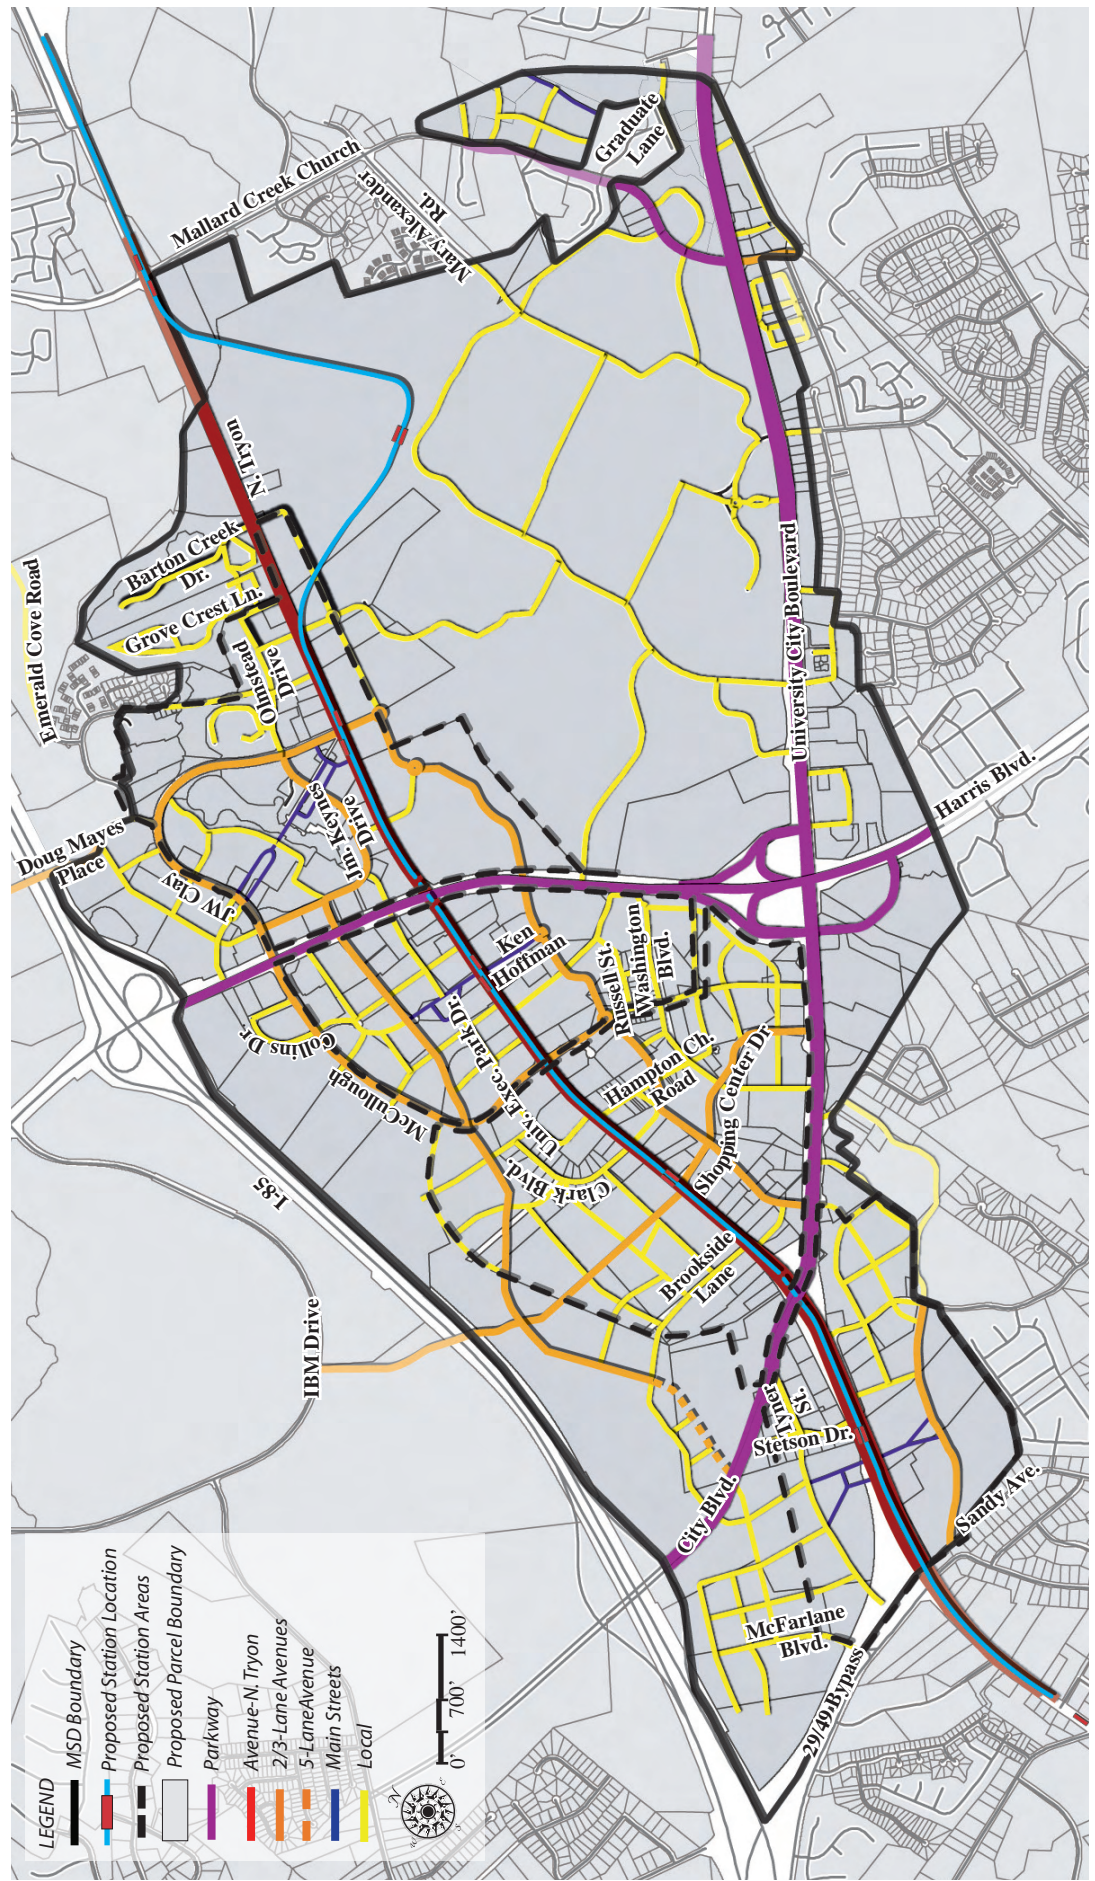 Mallard Creek Church
Mary Alexander
Rd.
Graduate
Lane
N. Tryon
Barton Creek
Dr.
Grove Crest Ln.
Emerald Cove Road
Olmstead
Drive
University City Boulevard
Doug Mayes
Place
Jm. Keynes
Drive
JW Clay
Harris Blvd.
Ken
Hoffman
Russell St.
Washington
Blvd.
Collins Dr.
McCullough
Univ. Exec. Park Dr.
Hampton Ch.
Road
Shopping Center Dr
Clark Blvd.
I-85
Brookside
Lane
IBM Drive
Tyner
St.
Stetson Dr.
City Blvd.
Sandy Ave.
McFarlane
Blvd.
29/49 Bypass
LEGEND
MSD Boundary
Proposed Station Location
Proposed Station Areas
Proposed Parcel Boundary
Parkway
Avenue-N. Tryon
2/3-Lane Avenues
5-LaneAvenue
Main Streets
Local
0' 700' 1400'
N
E
S
W